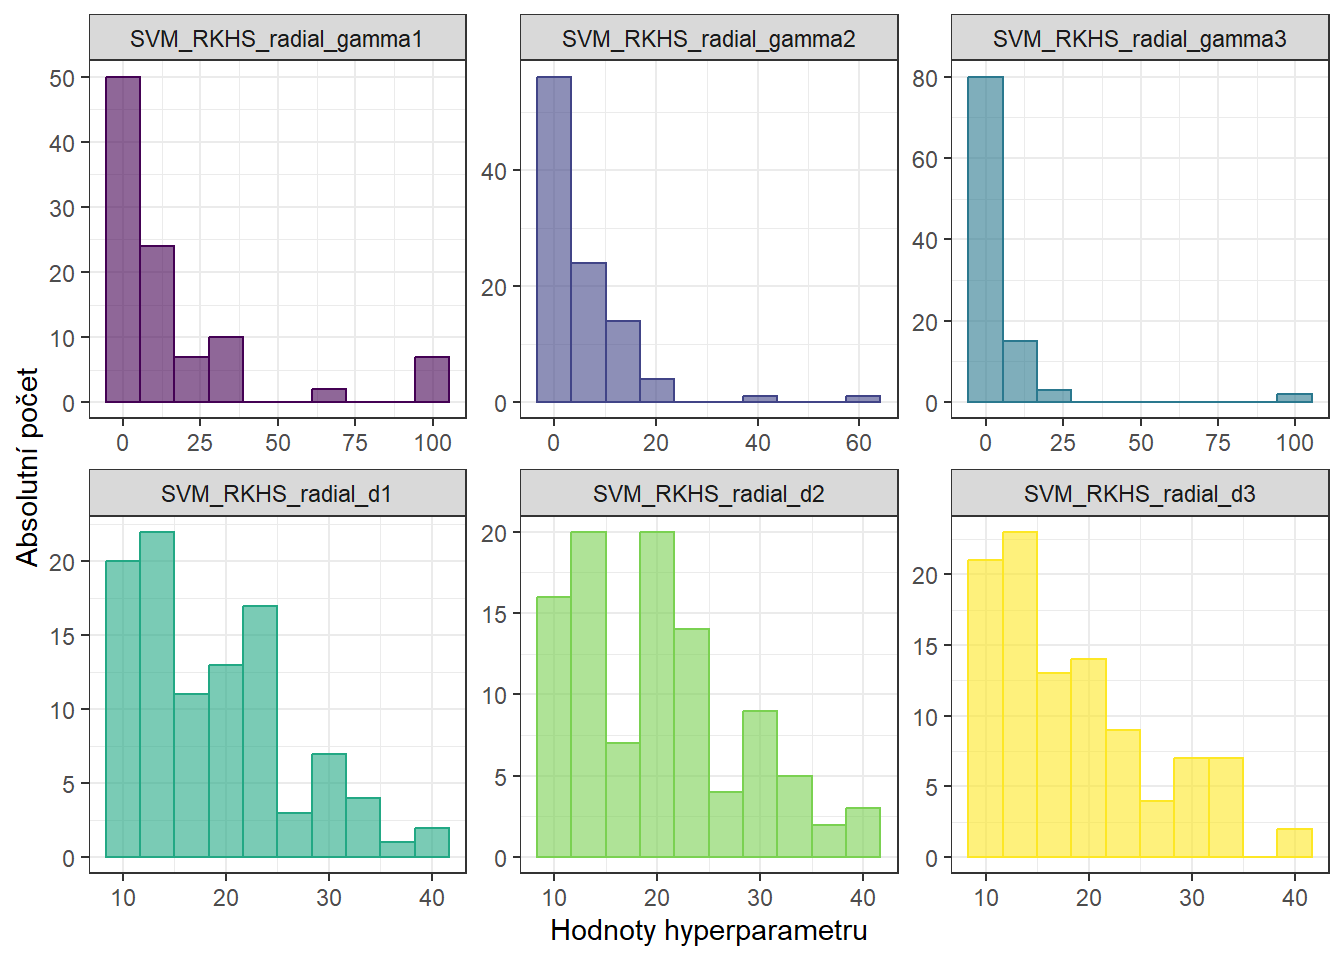 SVM_RKHS_radial_gamma1 SVM_RKHS_radial_gamma2 SVM_RKHS_radial_gamma3
50
40
30
20
10
0
0 25 50 75 100
40
20
0
0 20 40 60
80
60
40
20
0
0 25 50 75 100
SVM_RKHS_radial_d1 SVM_RKHS_radial_d2 SVM_RKHS_radial_d3
20
15
10
5
0
10 20 30 40
20
15
10
5
0
10 20 30 40
20
15
10
5
0
10 20 30 40
Absolutní počet
Hodnoty hyperparametru